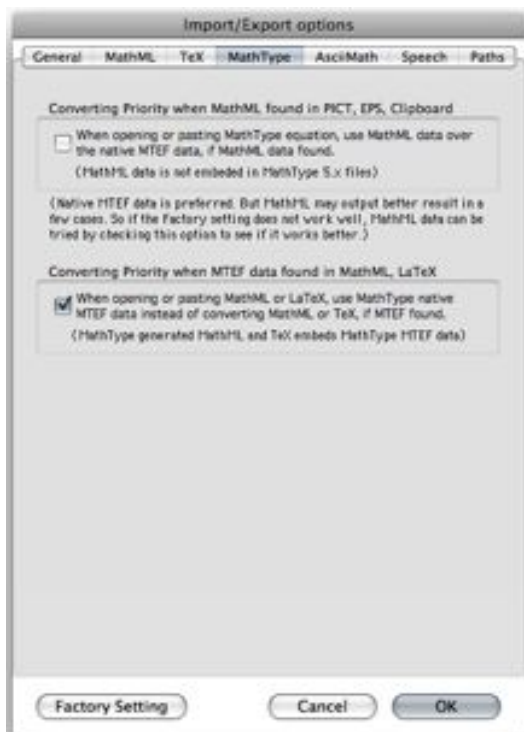 Import/Export options
General MathML TeX MathType AsciiMath Speech Paths
Converting Priority when MathML found in PICT, EPS, Clipboard
When opening or pasting MathType equation, use MathML data over
the native MTEF data, if MathML data found.
(MathML data is not embeded in MathType 5.x files)
(Native MTEF data is preferred. But MathML may output better result in a
few cases. So if the Factory setting does not work well, MathML data can be
tried by checking this option to see if it works better.)
Converting Priority when MTEF data found in MathML, LaTeX
When opening or pasting MathML or LaTeX, use MathType native
MTEF data instead of converting MathML or TeX, if MTEF found.
(MathType generated MathML and TeX embeds MathType MTEF data)
Factory Setting Cancel OK